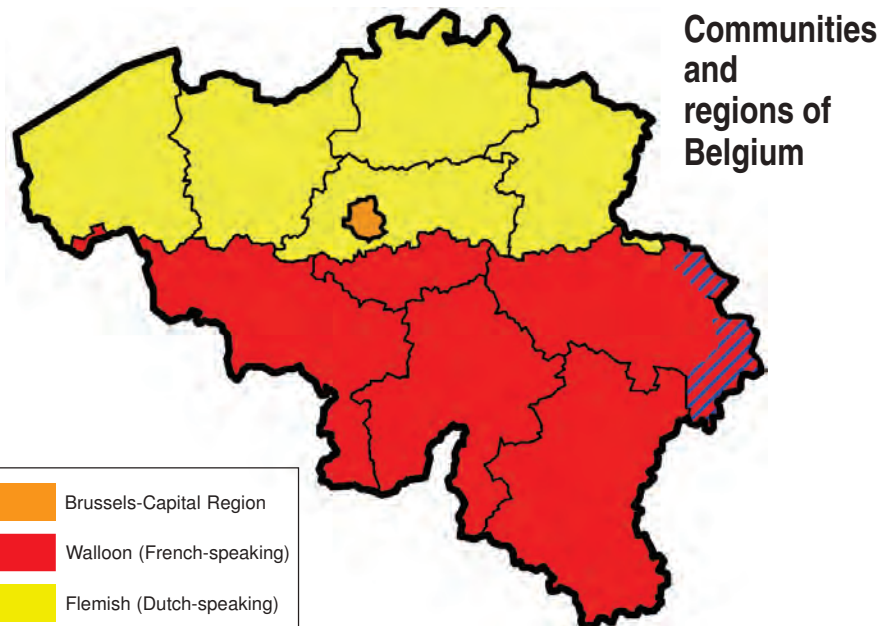 Communities
and
regions of
Belgium
Brussels-Capital Region
Walloon (French-speaking)
Flemish (Dutch-speaking)